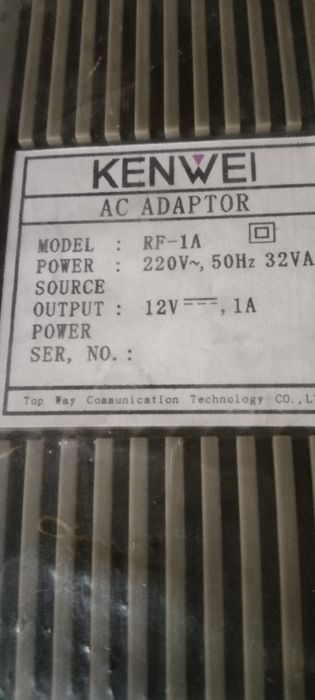 KENWEI
AC ADAPTOR
MODEL : RF-1A
POWER : 220V~, 50Hz 32VA
SOURCE
OUTPUT : 12V⎓, 1A
POWER
SER, NO. :
Top Way Communication Technology CO.,